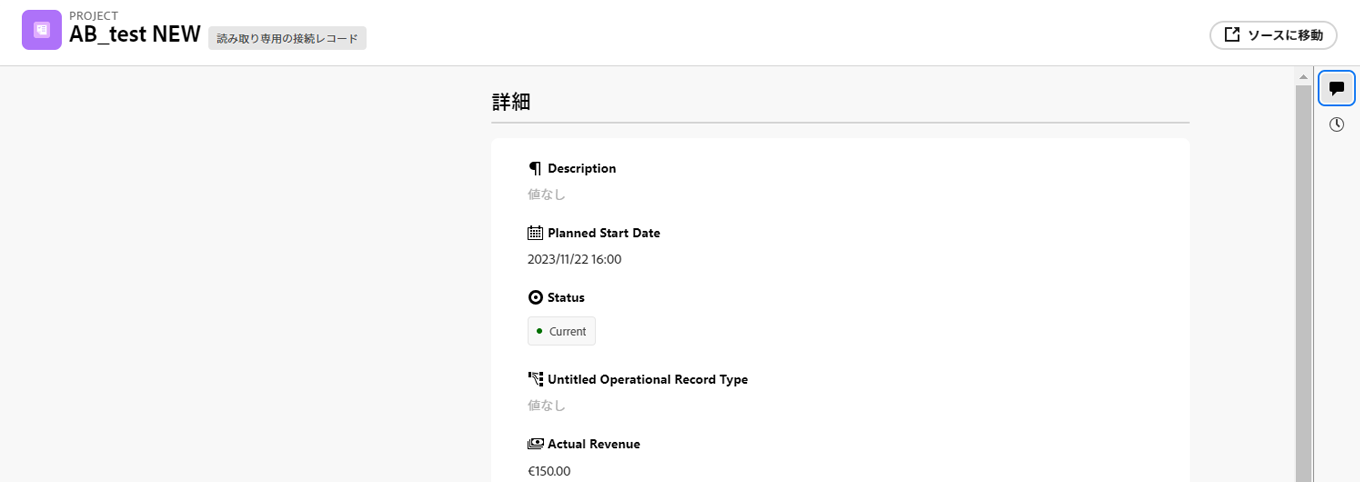 PROJECT
AB_test NEW 読み取り専用の接続レコード
ソースに移動
詳細
Description
値なし
Planned Start Date
2023/11/22 16:00
Status
Current
Untitled Operational Record Type
値なし
Actual Revenue
€150.00